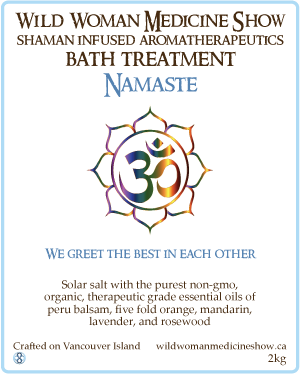 Wild Woman Medicine Show
shaman infused aromatherapeutics
bath treatment
Namaste
ॐ
We greet the best in each other
Solar salt with the purest non-gmo,
organic, therapeutic grade essential oils of
peru balsam, five fold orange, mandarin,
lavender, and rosewood
Crafted on Vancouver Island wildwomanmedicineshow.ca
2kg